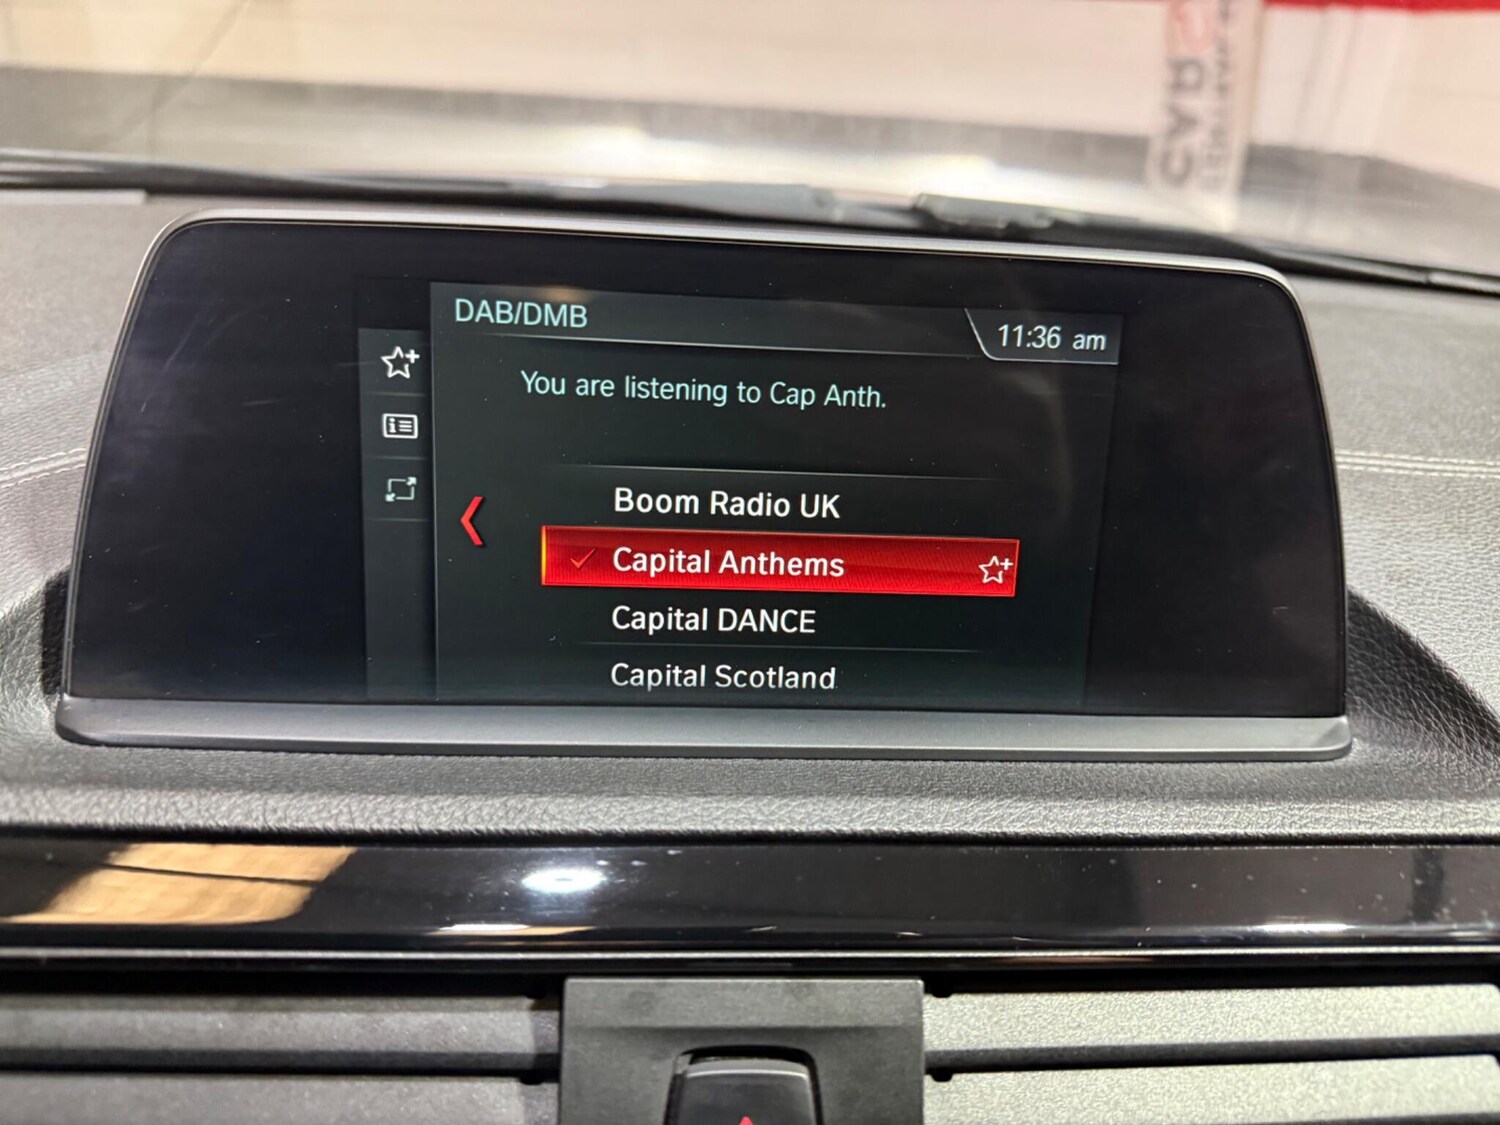 DAB/DMB
11:36 am
You are listening to Cap Anth.
Boom Radio UK
Capital Anthems
Capital DANCE
Capital Scotland